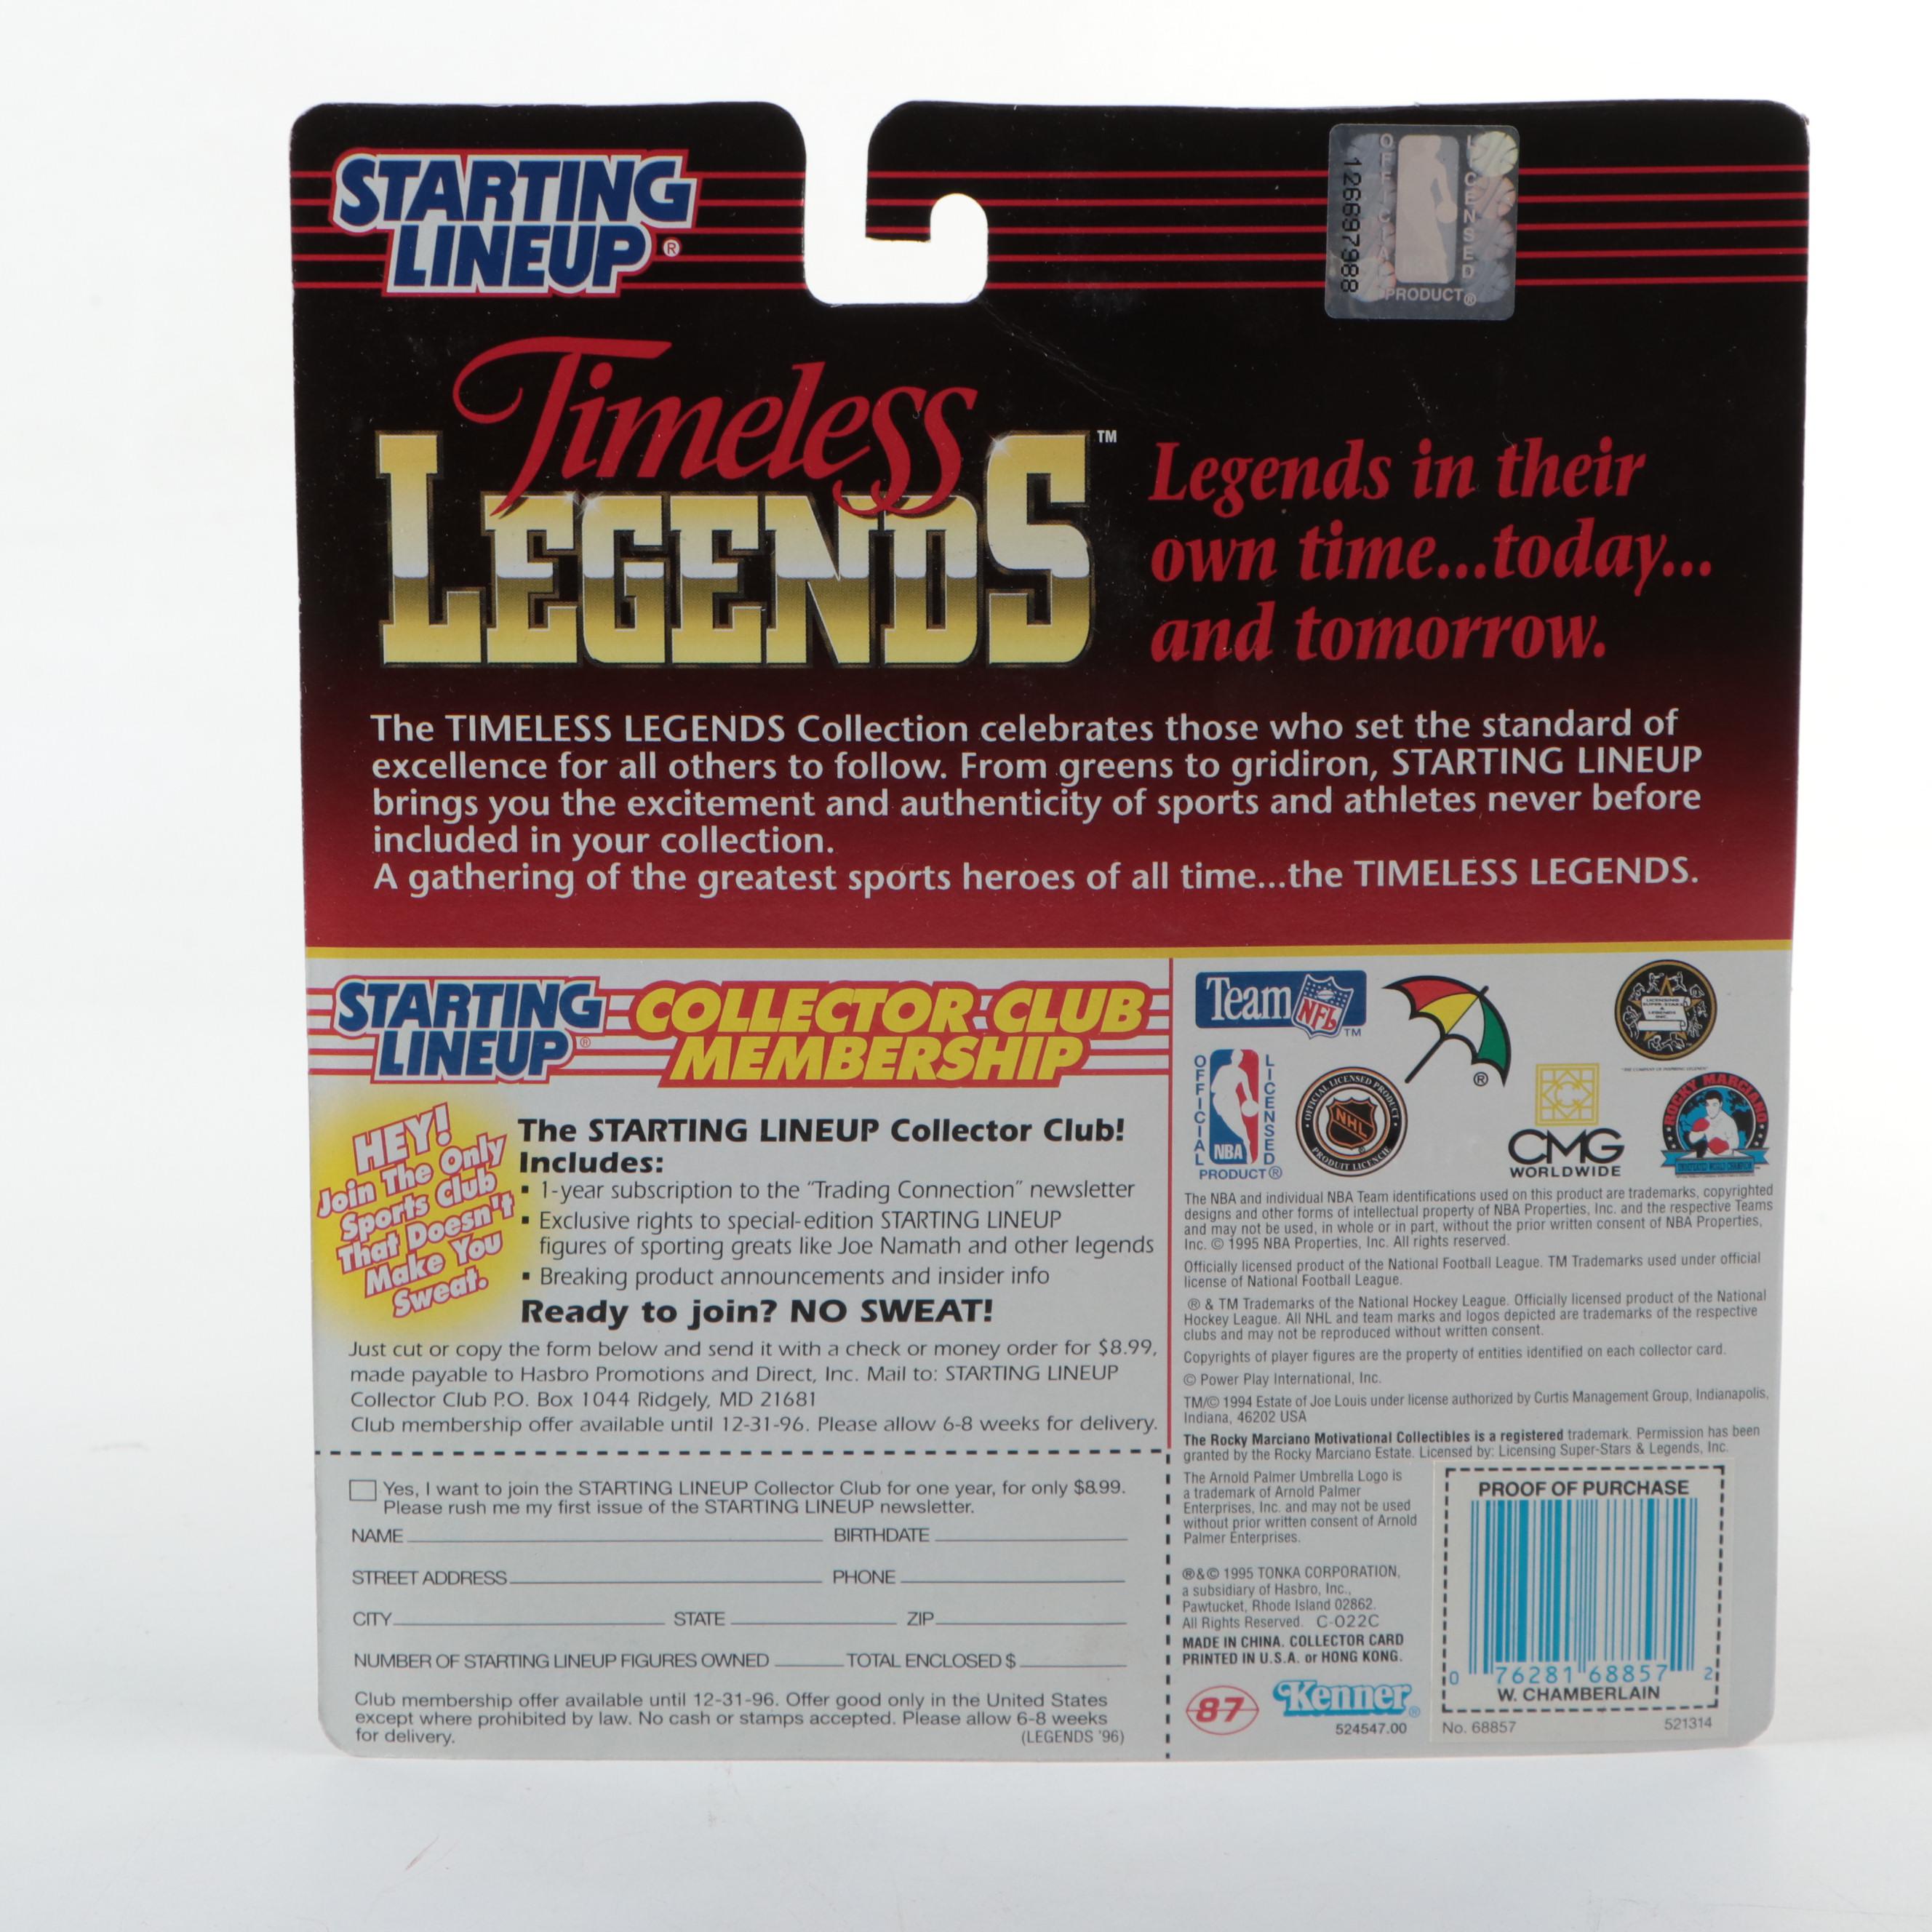 STARTING
LINEUP®
OFFICIAL
LICENSED
PRODUCT®
126697988
Timeless
LEGENDS™
Legends in their
own time...today...
and tomorrow.
The TIMELESS LEGENDS Collection celebrates those who set the standard of
excellence for all others to follow. From greens to gridiron, STARTING LINEUP
brings you the excitement and authenticity of sports and athletes never before
included in your collection.
A gathering of the greatest sports heroes of all time...the TIMELESS LEGENDS.
STARTING
LINEUP®
COLLECTOR CLUB
MEMBERSHIP
HEY!
Join The Only
Sports Club
That Doesn't
Make You
Sweat.
The STARTING LINEUP Collector Club!
Includes:
▪ 1-year subscription to the "Trading Connection" newsletter
▪ Exclusive rights to special-edition STARTING LINEUP
figures of sporting greats like Joe Namath and other legends
▪ Breaking product announcements and insider info
Ready to join? NO SWEAT!
Just cut or copy the form below and send it with a check or money order for $8.99,
made payable to Hasbro Promotions and Direct, Inc. Mail to: STARTING LINEUP
Collector Club P.O. Box 1044 Ridgely, MD 21681
Club membership offer available until 12-31-96. Please allow 6-8 weeks for delivery.
Yes, I want to join the STARTING LINEUP Collector Club for one year, for only $8.99.
Please rush me my first issue of the STARTING LINEUP newsletter.
NAME BIRTHDATE
STREET ADDRESS PHONE
CITY STATE ZIP
NUMBER OF STARTING LINEUP FIGURES OWNED TOTAL ENCLOSED $
Club membership offer available until 12-31-96. Offer good only in the United States
except where prohibited by law. No cash or stamps accepted. Please allow 6-8 weeks
for delivery. (LEGENDS '96)
Team NFL™
®
OFFICIAL
LICENSED
NBA
PRODUCT®
OFFICIAL LICENSED PRODUCT
NHL
PRODUIT LICENCIÉ
LICENSING
SUPER STARS
&
LEGENDS
INC.
CMG
WORLDWIDE
ROCKY MARCIANO
UNDEFEATED WORLD CHAMPION
The NBA and individual NBA Team identifications used on this product are trademarks, copyrighted
designs and other forms of intellectual property of NBA Properties, Inc. and the respective Teams
and may not be used, in whole or in part, without the prior written consent of NBA Properties,
Inc. © 1995 NBA Properties, Inc. All rights reserved.
Officially licensed product of the National Football League. TM Trademarks used under official
license of National Football League.
® & TM Trademarks of the National Hockey League. Officially licensed product of the National
Hockey League. All NHL and team marks and logos depicted are trademarks of the respective
clubs and may not be reproduced without written consent.
Copyrights of player figures are the property of entities identified on each collector card.
© Power Play International, Inc.
TM/© 1994 Estate of Joe Louis under license authorized by Curtis Management Group, Indianapolis,
Indiana, 46202 USA
The Rocky Marciano Motivational Collectibles is a registered trademark. Permission has been
granted by the Rocky Marciano Estate. Licensed by: Licensing Super-Stars & Legends, Inc.
The Arnold Palmer Umbrella Logo is
a trademark of Arnold Palmer
Enterprises, Inc. and may not be used
without prior written consent of Arnold
Palmer Enterprises.
®&© 1995 TONKA CORPORATION,
a subsidiary of Hasbro, Inc.,
Pawtucket, Rhode Island 02862.
All Rights Reserved. C-022C
MADE IN CHINA. COLLECTOR CARD
PRINTED IN U.S.A. or HONG KONG.
87
Kenner®
524547.00
PROOF OF PURCHASE
0 76281 68857 2
W. CHAMBERLAIN
No. 68857 521314